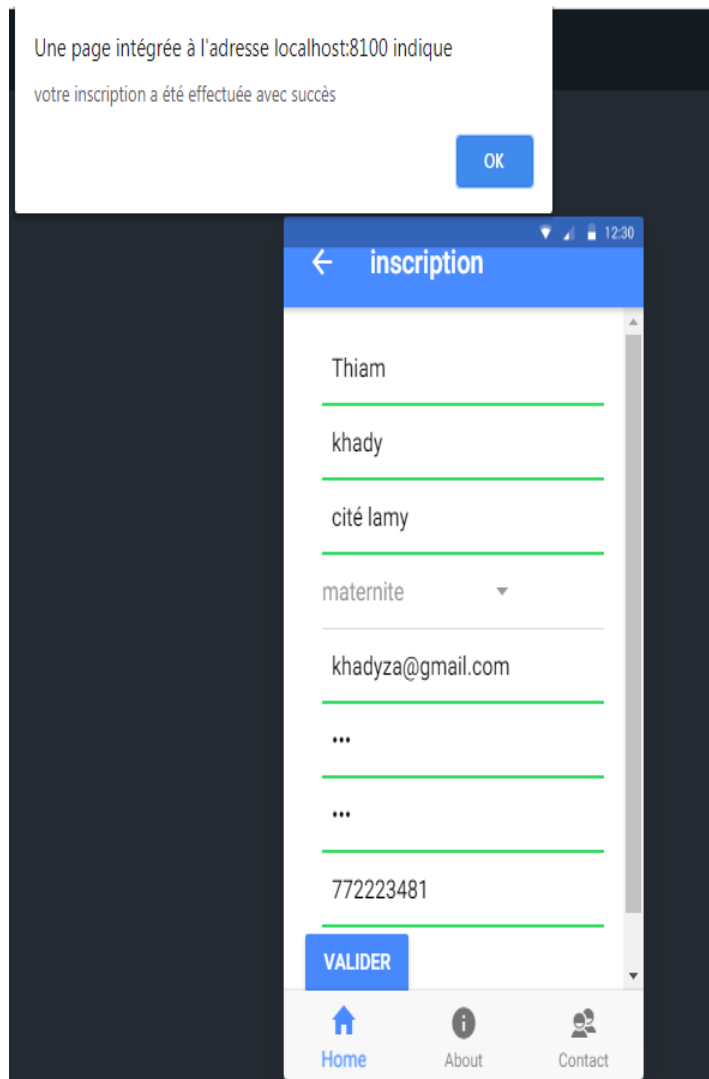 Une page intégrée à l'adresse localhost:8100 indique
votre inscription a été effectuée avec succès
OK
12:30
inscription
Thiam
khady
cité lamy
maternite
khadyza@gmail.com
•••
•••
772223481
VALIDER
Home About Contact